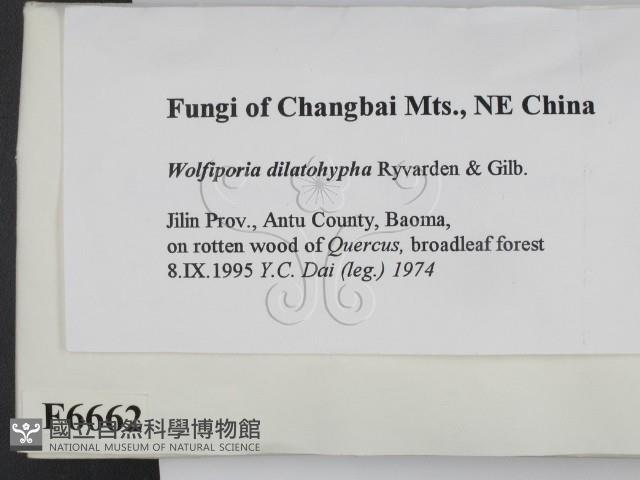 Fungi of Changbai Mts., NE China
Wolfiporia dilatohypha Ryvarden & Gilb.
Jilin Prov., Antu County, Baoma,
on rotten wood of Quercus, broadleaf forest
8.IX.1995 Y.C. Dai (leg.) 1974
F6662
國立自然科學博物館
NATIONAL MUSEUM OF NATURAL SCIENCE